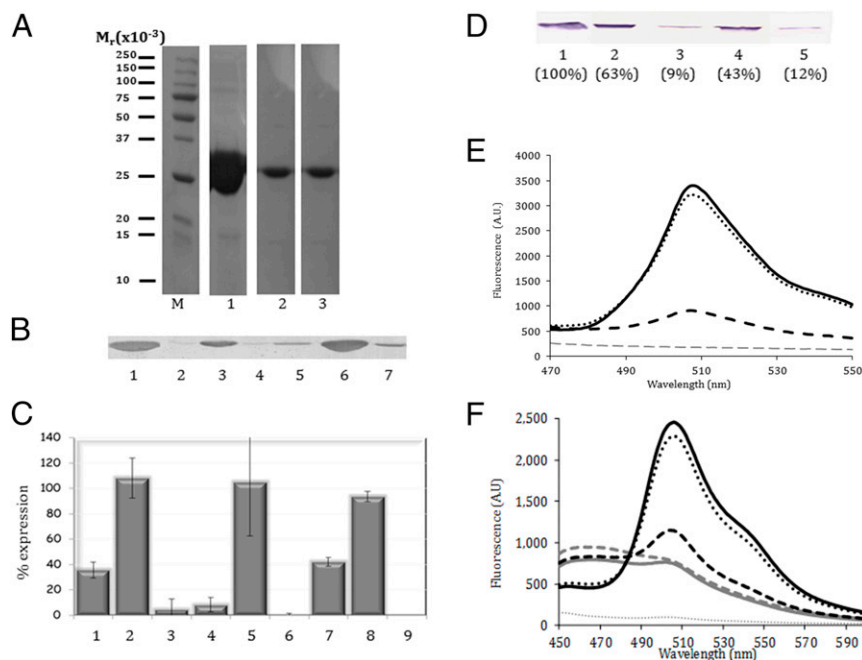 A
Mr(x10-3)
250
150
100
75
50
37
25
20
15
10
M 1 2 3
B
1 2 3 4 5 6 7
C
% expression
140
120
100
80
60
40
20
0
1 2 3 4 5 6 7 8 9
D
1 2 3 4 5
(100%) (63%) (9%) (43%) (12%)
E
Fluorescence (A.U.)
4000
3500
3000
2500
2000
1500
1000
500
0
470 490 510 530 550
Wavelength (nm)
F
Fluorescence (A.U)
2,500
2,000
1,500
1,000
500
0
450 470 490 510 530 550 570 590
Wavelength (nm)